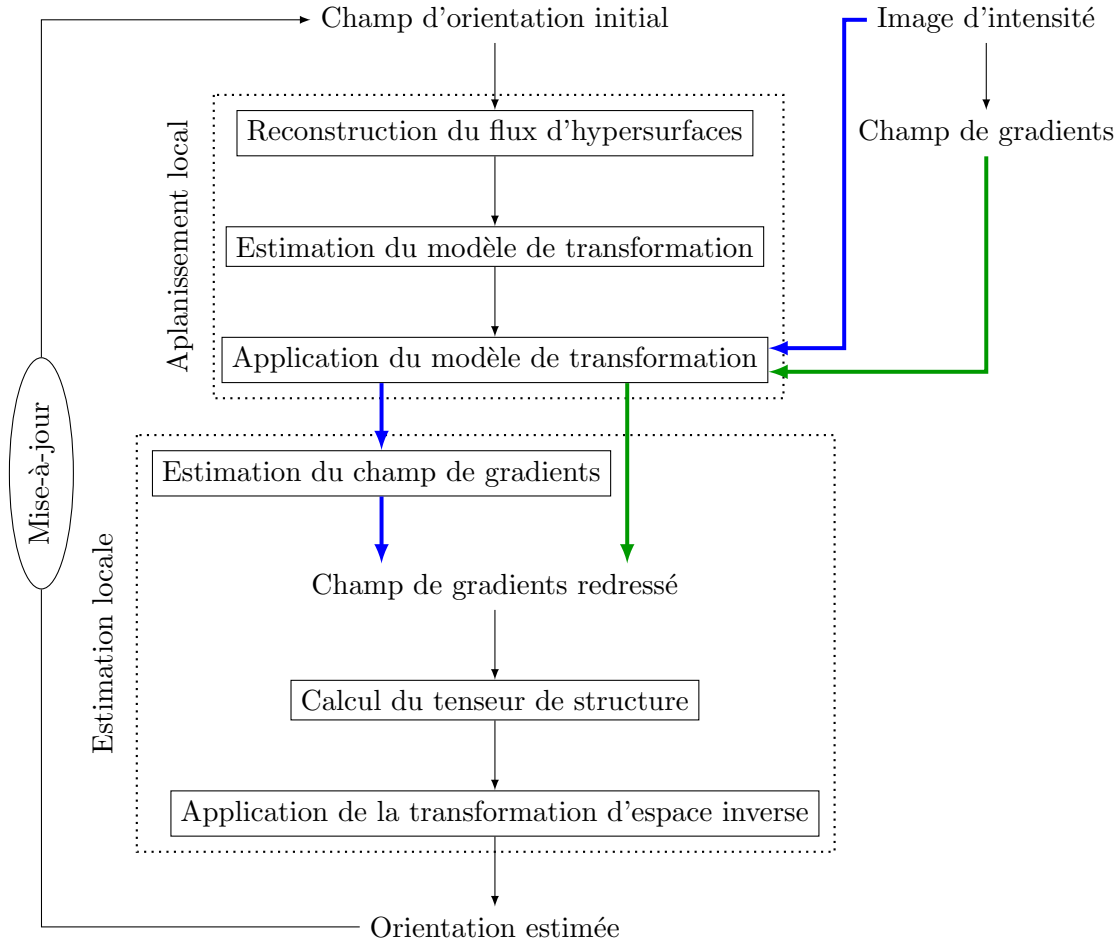 Champ d'orientation initial
Image d'intensité
Reconstruction du flux d'hypersurfaces
Champ de gradients
Aplanissement local
Estimation du modèle de transformation
Application du modèle de transformation
Mise-à-jour
Estimation du champ de gradients
Estimation locale
Champ de gradients redressé
Calcul du tenseur de structure
Application de la transformation d'espace inverse
Orientation estimée